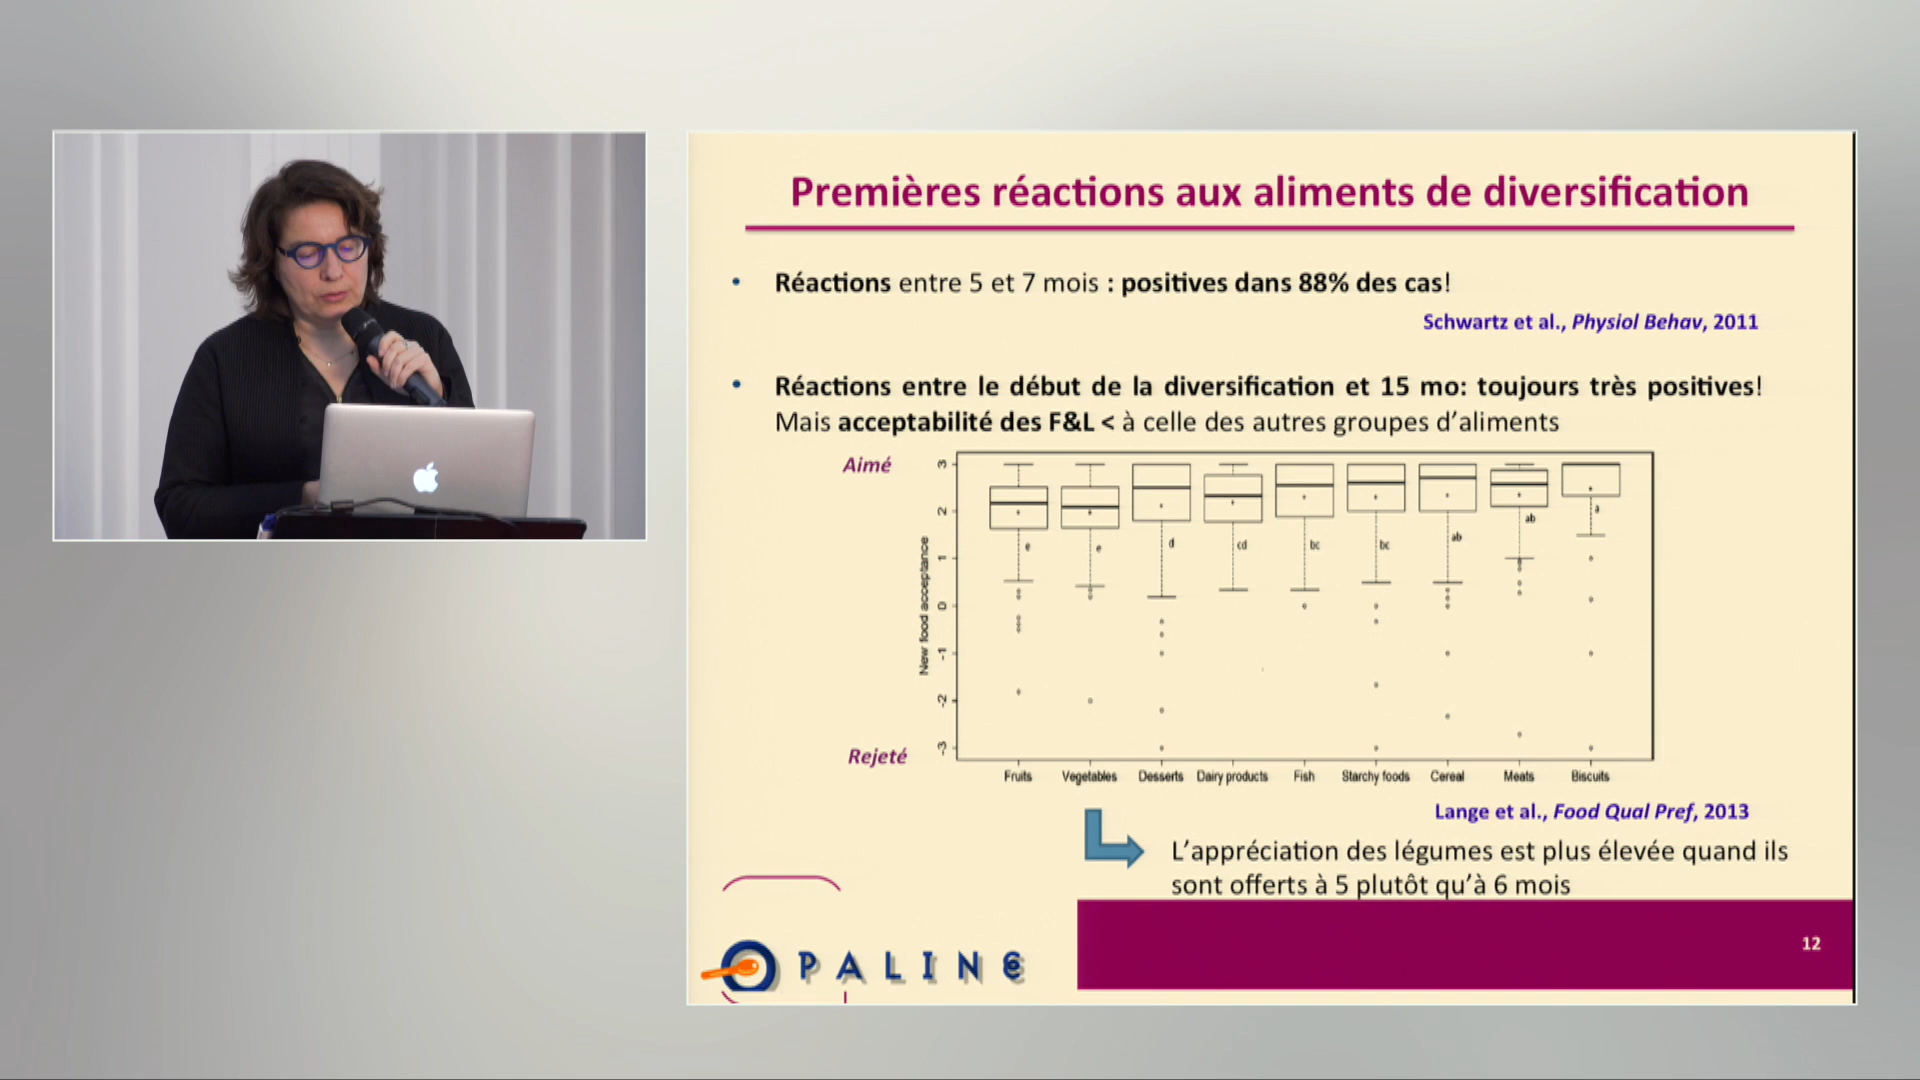 Premières réactions aux aliments de diversification
• Réactions entre 5 et 7 mois : positives dans 88% des cas!
Schwartz et al., Physiol Behav, 2011
• Réactions entre le début de la diversification et 15 mo: toujours très positives!
Mais acceptabilité des F&L < à celle des autres groupes d'aliments
Aimé
New food acceptance
3
2
1
0
-1
-2
-3
e e d cd bc bc ab ab a
Rejeté
Fruits Vegetables Desserts Dairy products Fish Starchy foods Cereal Meats Biscuits
Lange et al., Food Qual Pref, 2013
L'appréciation des légumes est plus élevée quand ils
sont offerts à 5 plutôt qu'à 6 mois
12
OPALINE